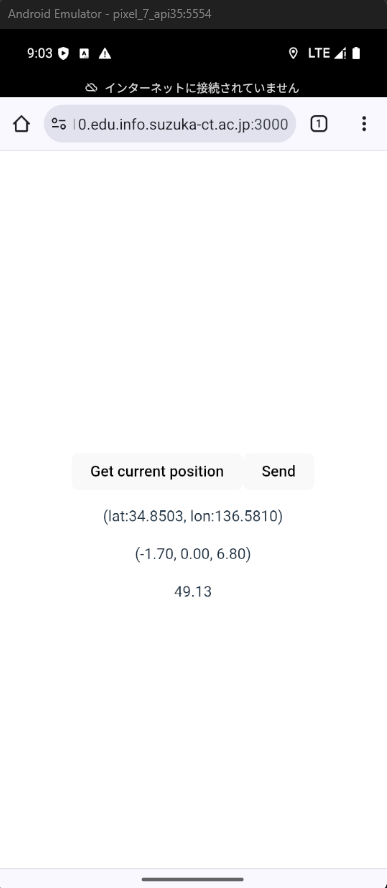 Android Emulator - pixel_7_api35:5554
9:03 LTE
インターネットに接続されていません
0.edu.info.suzuka-ct.ac.jp:3000 1
Get current position Send
(lat:34.8503, lon:136.5810)
(-1.70, 0.00, 6.80)
49.13